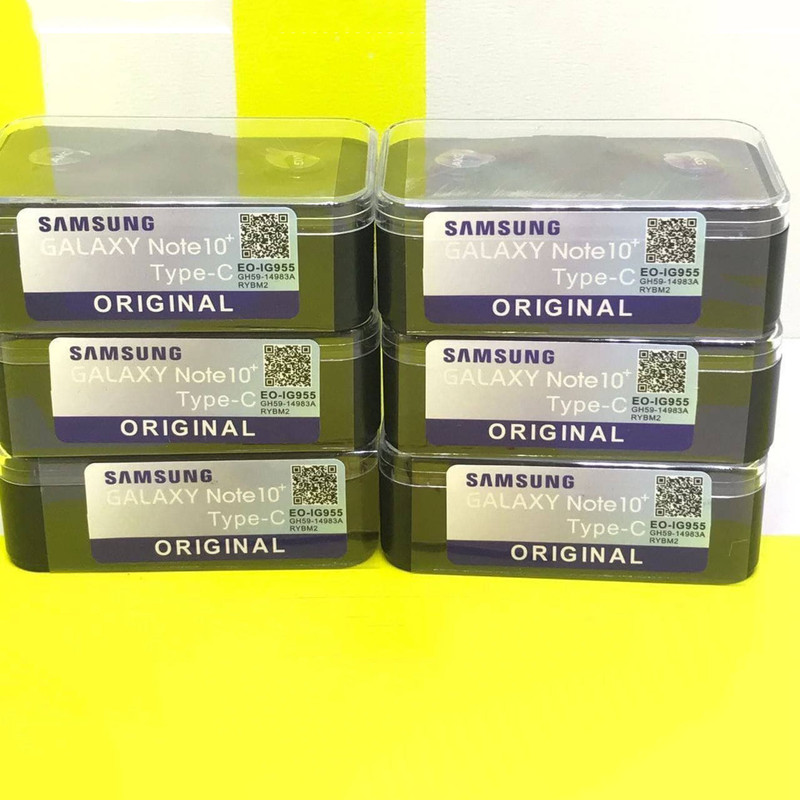 SAMSUNG
GALAXY Note10+
Type-C
EO-IG955
GH59-14983A
RYBM2
ORIGINAL
SAMSUNG
GALAXY Note10+
Type-C
EO-IG955
GH59-14983A
RYBM2
ORIGINAL
SAMSUNG
GALAXY Note10+
Type-C
EO-IG955
GH59-14983A
RYBM2
ORIGINAL
SAMSUNG
GALAXY Note10+
Type-C
EO-IG955
GH59-14983A
RYBM2
ORIGINAL
SAMSUNG
GALAXY Note10+
Type-C
EO-IG955
GH59-14983A
RYBM2
ORIGINAL
SAMSUNG
GALAXY Note10+
Type-C
EO-IG955
GH59-14983A
RYBM2
ORIGINAL